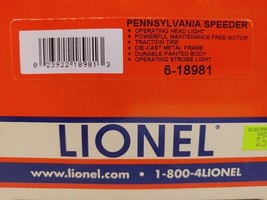 PENNSYLVANIA SPEEDER
• OPERATING HEAD LIGHT
• POWERFUL MAINTENANCE FREE MOTOR
• TRACTION TIRE
• DIE-CAST METAL FRAME
• DURABLE PAINTED BODY
• OPERATING STROBE LIGHT
6-18981
0 23922 18981 3
LIONEL®
www.lionel.com • 1-800-4LIONEL